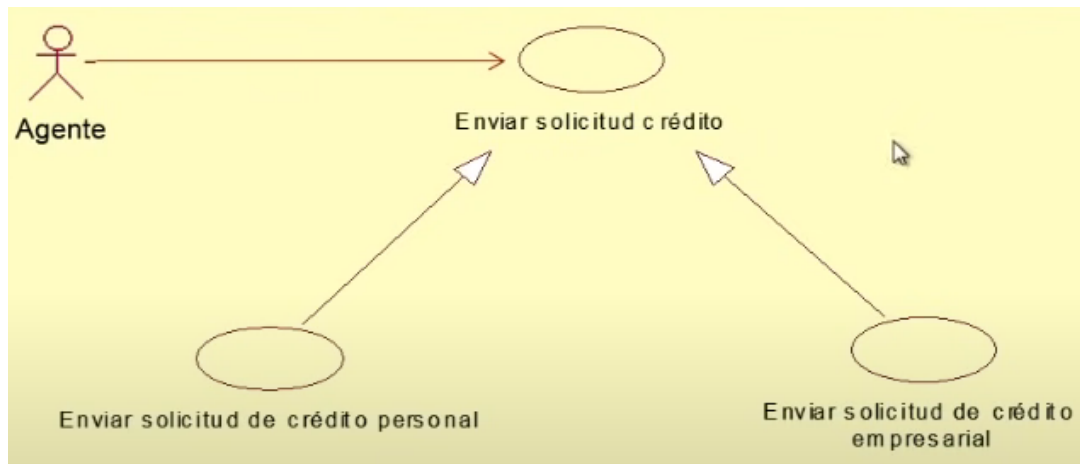 Agente
Enviar solicitud crédito
Enviar solicitud de crédito personal
Enviar solicitud de crédito
empresarial